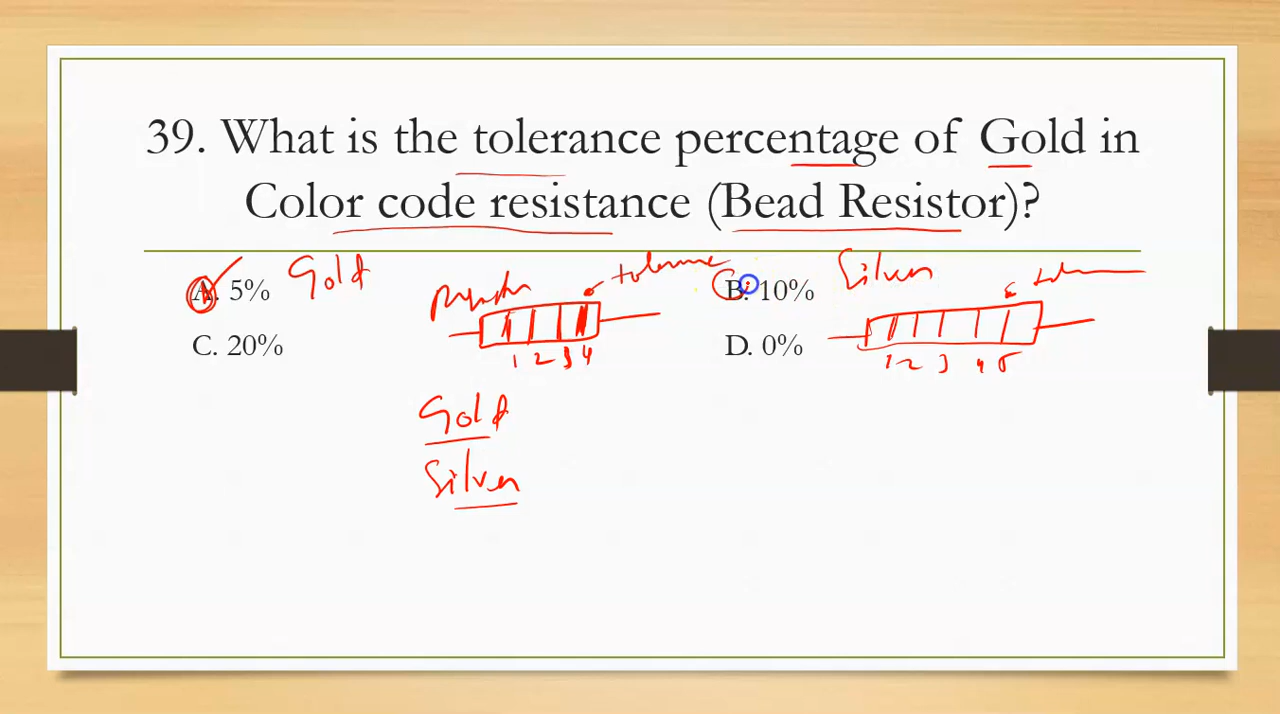 39. What is the tolerance percentage of Gold in
Color code resistance (Bead Resistor)?
A. 5% Gold
tolerance
B. 10% Silver
C. 20%
1 2 3 4
D. 0%
1 2 3 4 5
Gold
Silver